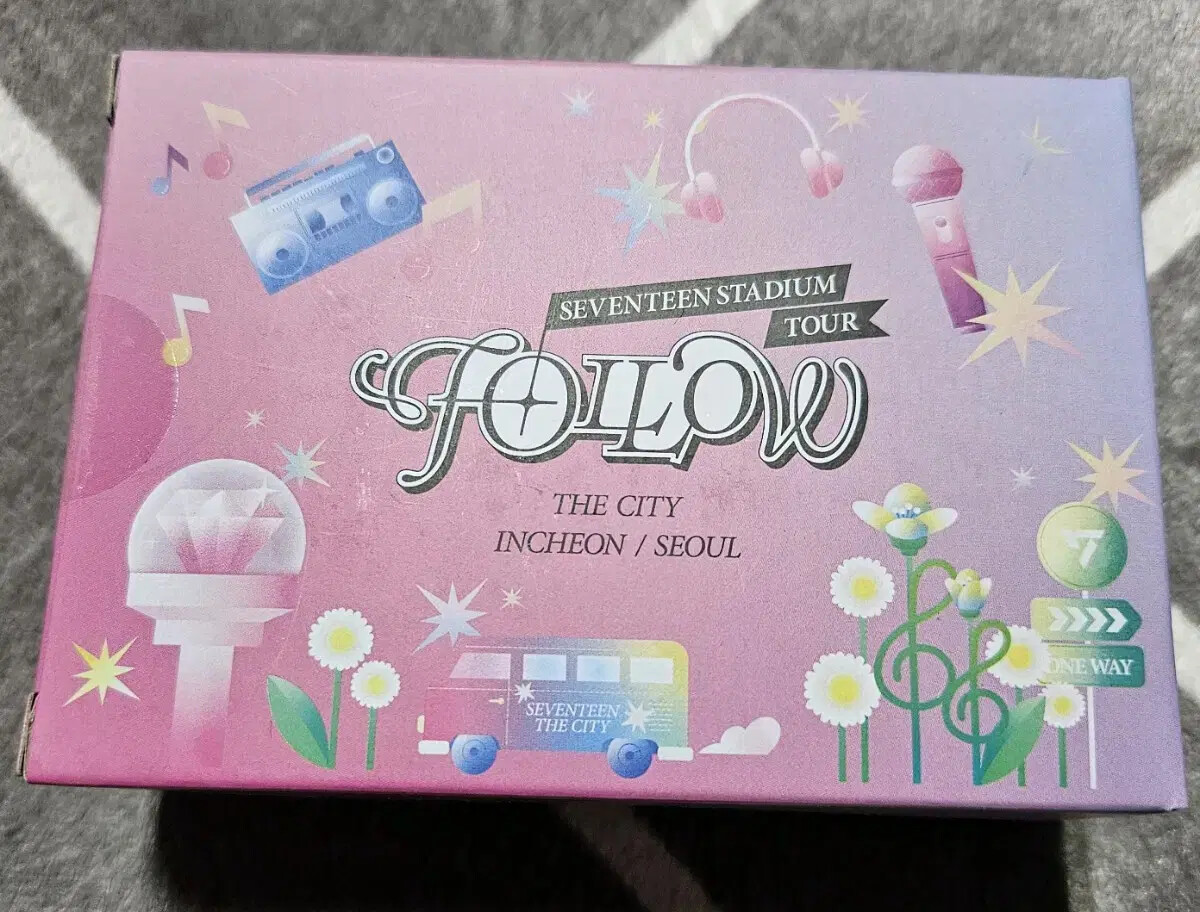 SEVENTEEN STADIUM
TOUR
FOLLOW
THE CITY
INCHEON / SEOUL
SEVENTEEN
THE CITY
ONE WAY